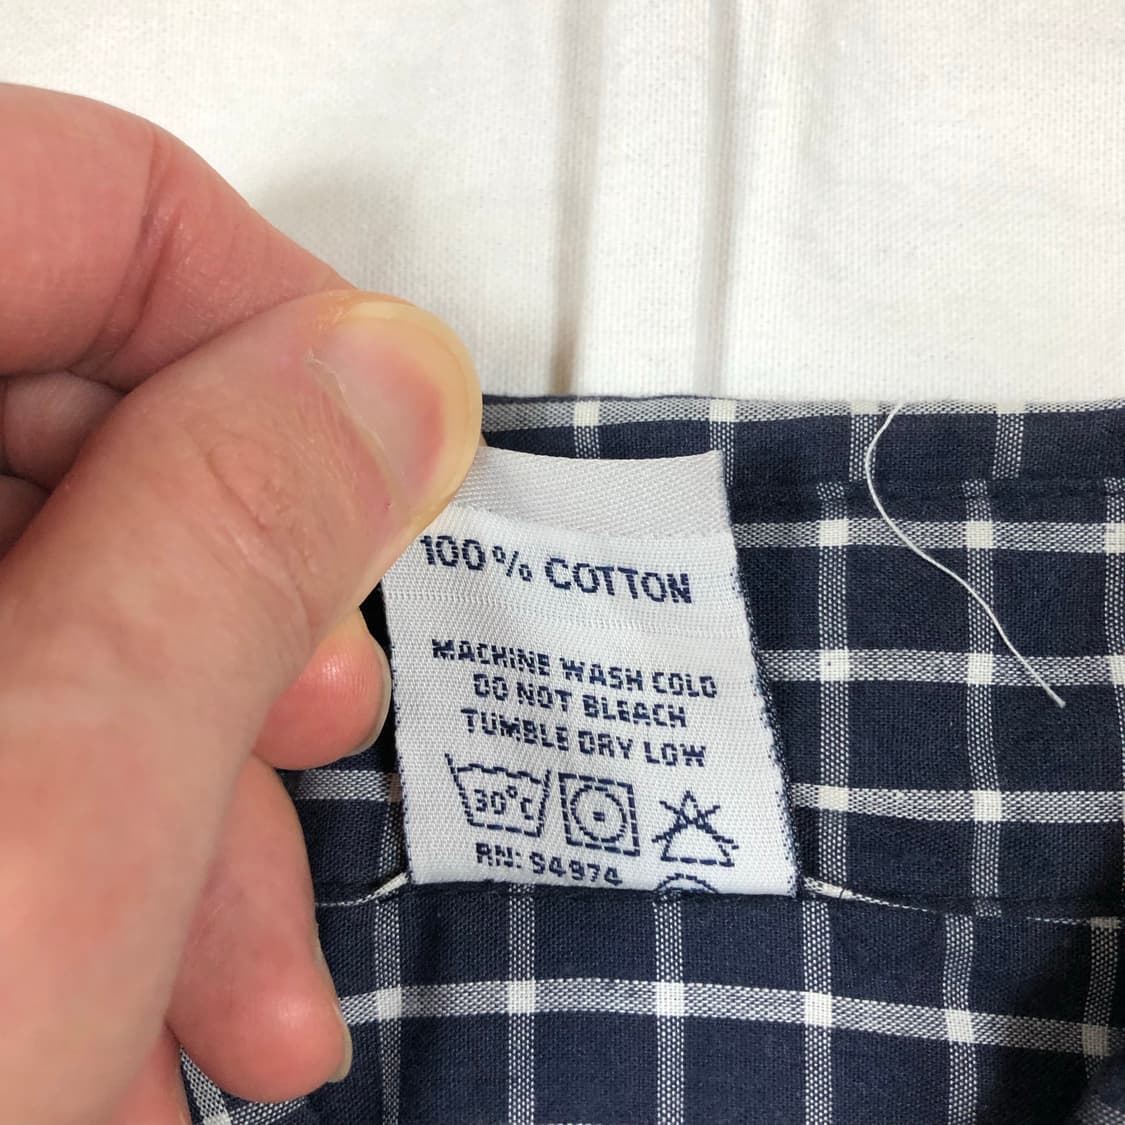 100% COTTON
MACHINE WASH COLD
DO NOT BLEACH
TUMBLE DRY LOW
30°C
RN: 94974